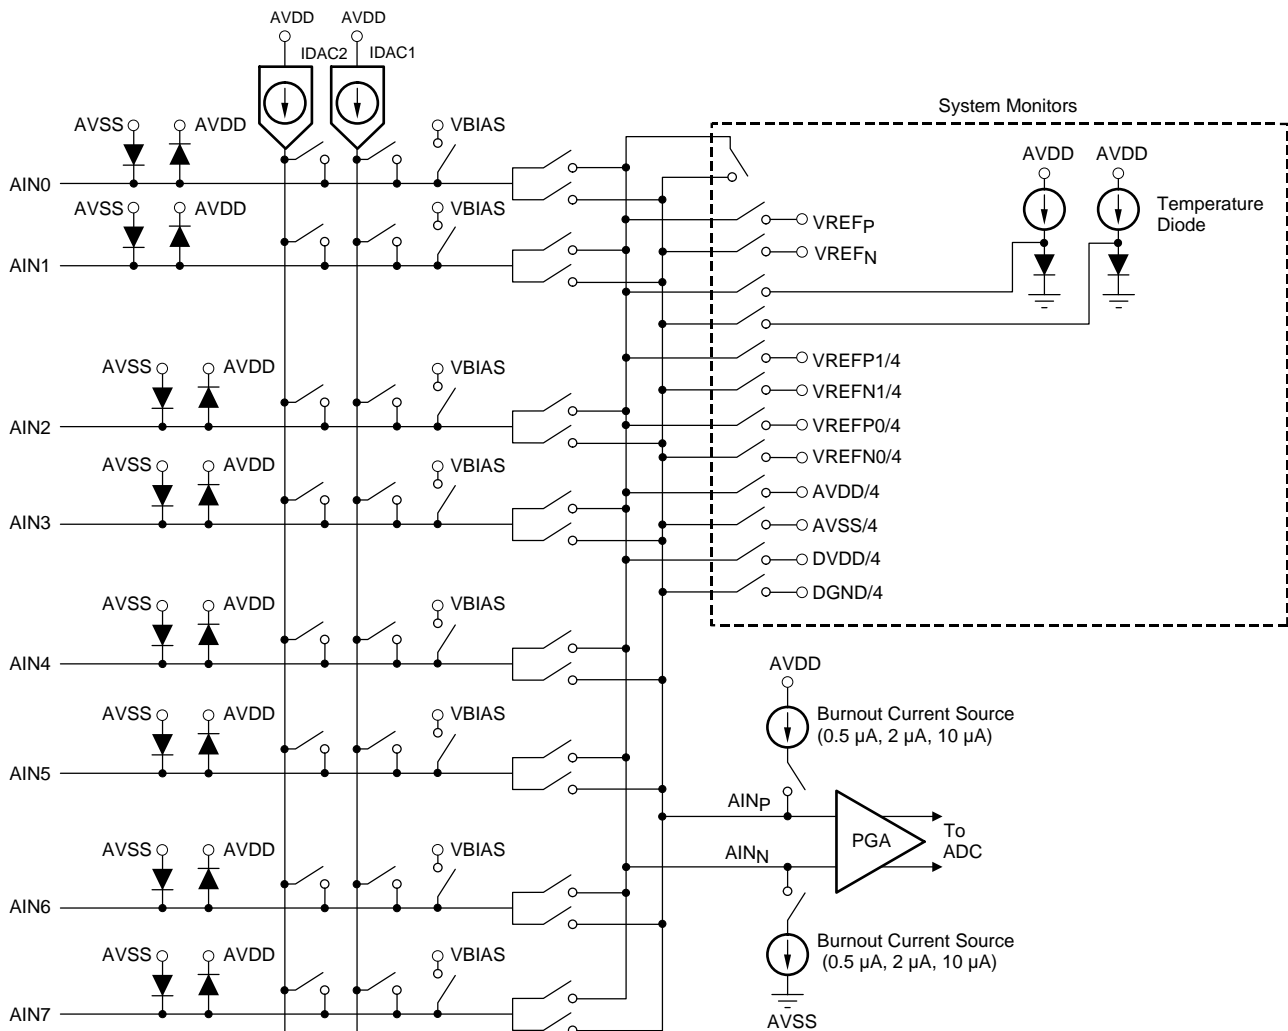 AVDD AVDD
IDAC2 IDAC1
System Monitors
AVSS AVDD VBIAS
AIN0
AVDD AVDD
Temperature
Diode
AVSS AVDD VBIAS
AIN1
VREFP
VREFN
AVSS AVDD VBIAS
AIN2
VREFP1/4
VREFN1/4
VREFP0/4
VREFN0/4
AVSS AVDD VBIAS
AIN3
AVDD/4
AVSS/4
DVDD/4
DGND/4
AVSS AVDD VBIAS
AIN4
AVDD
Burnout Current Source
(0.5 µA, 2 µA, 10 µA)
AVSS AVDD VBIAS
AIN5
AINP
AINN
PGA
To
ADC
AVSS AVDD VBIAS
AIN6
Burnout Current Source
(0.5 µA, 2 µA, 10 µA)
AVSS
AVSS AVDD VBIAS
AIN7